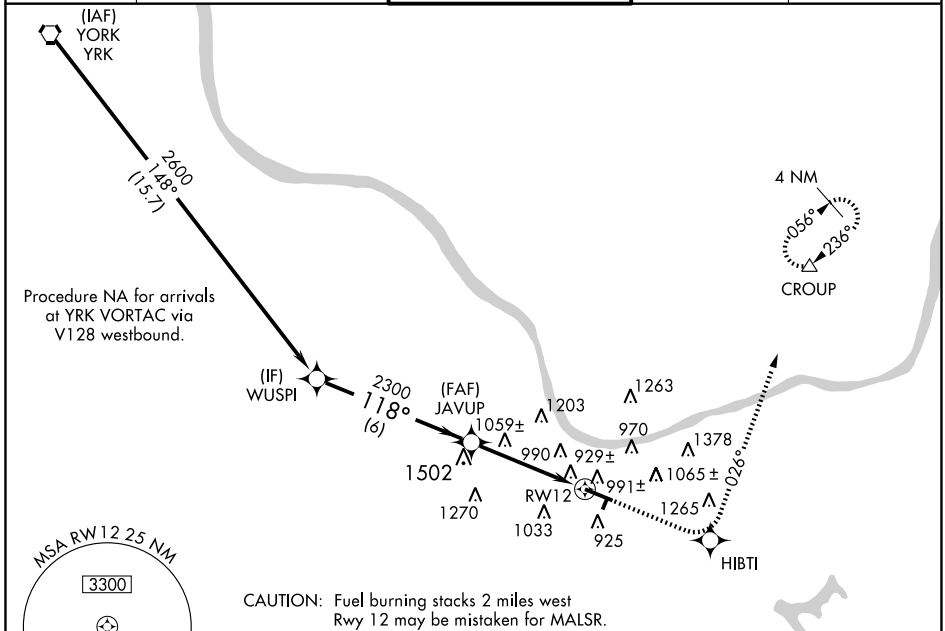 (IAF)
YORK
YRK
2600
148°
(15.7)
4 NM
056°
236°
CROUP
Procedure NA for arrivals
at YRK VORTAC via
V128 westbound.
(IF)
WUSPI
2300
118°
(6)
(FAF)
JAVUP
1263
1203
1059±
970
1378
990
929±
1502
991±
1065±
026°
RW12
1270
1265
1033
925
HIBTI
MSA RW12 25 NM
3300
CAUTION: Fuel burning stacks 2 miles west
Rwy 12 may be mistaken for MALSR.